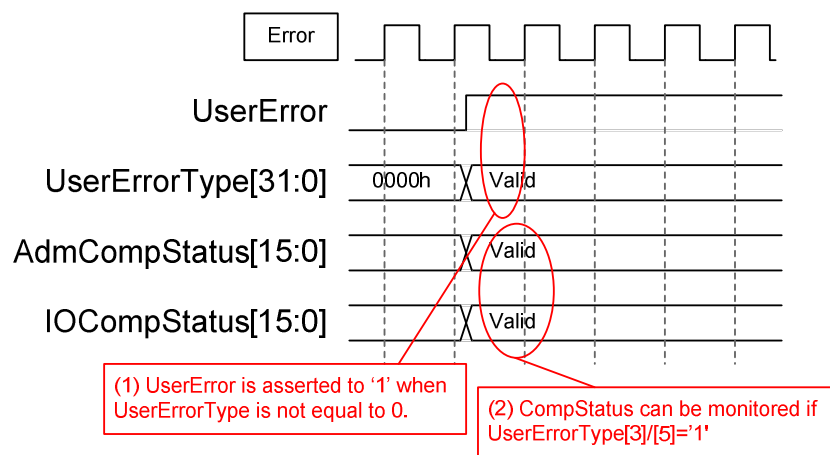 Error
UserError
UserErrorType[31:0]
0000h
Valid
AdmCompStatus[15:0]
Valid
IOCompStatus[15:0]
Valid
(1) UserError is asserted to ‘1’ when
UserErrorType is not equal to 0.
(2) CompStatus can be monitored if
UserErrorType[3]/[5]=’1'